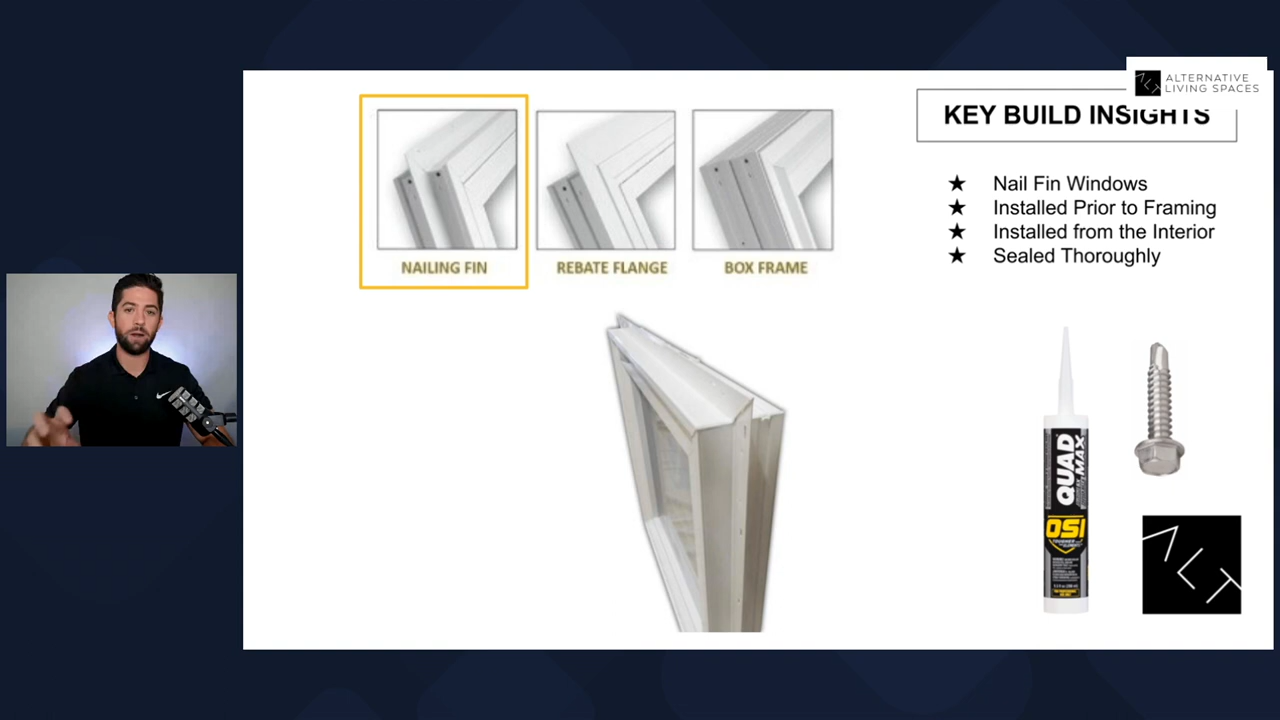 ALTERNATIVE
LIVING SPACES
KEY BUILD INSIGHTS
NAILING FIN
REBATE FLANGE
BOX FRAME
★ Nail Fin Windows
★ Installed Prior to Framing
★ Installed from the Interior
★ Sealed Thoroughly
QUAD
MAX
OSI
ALT